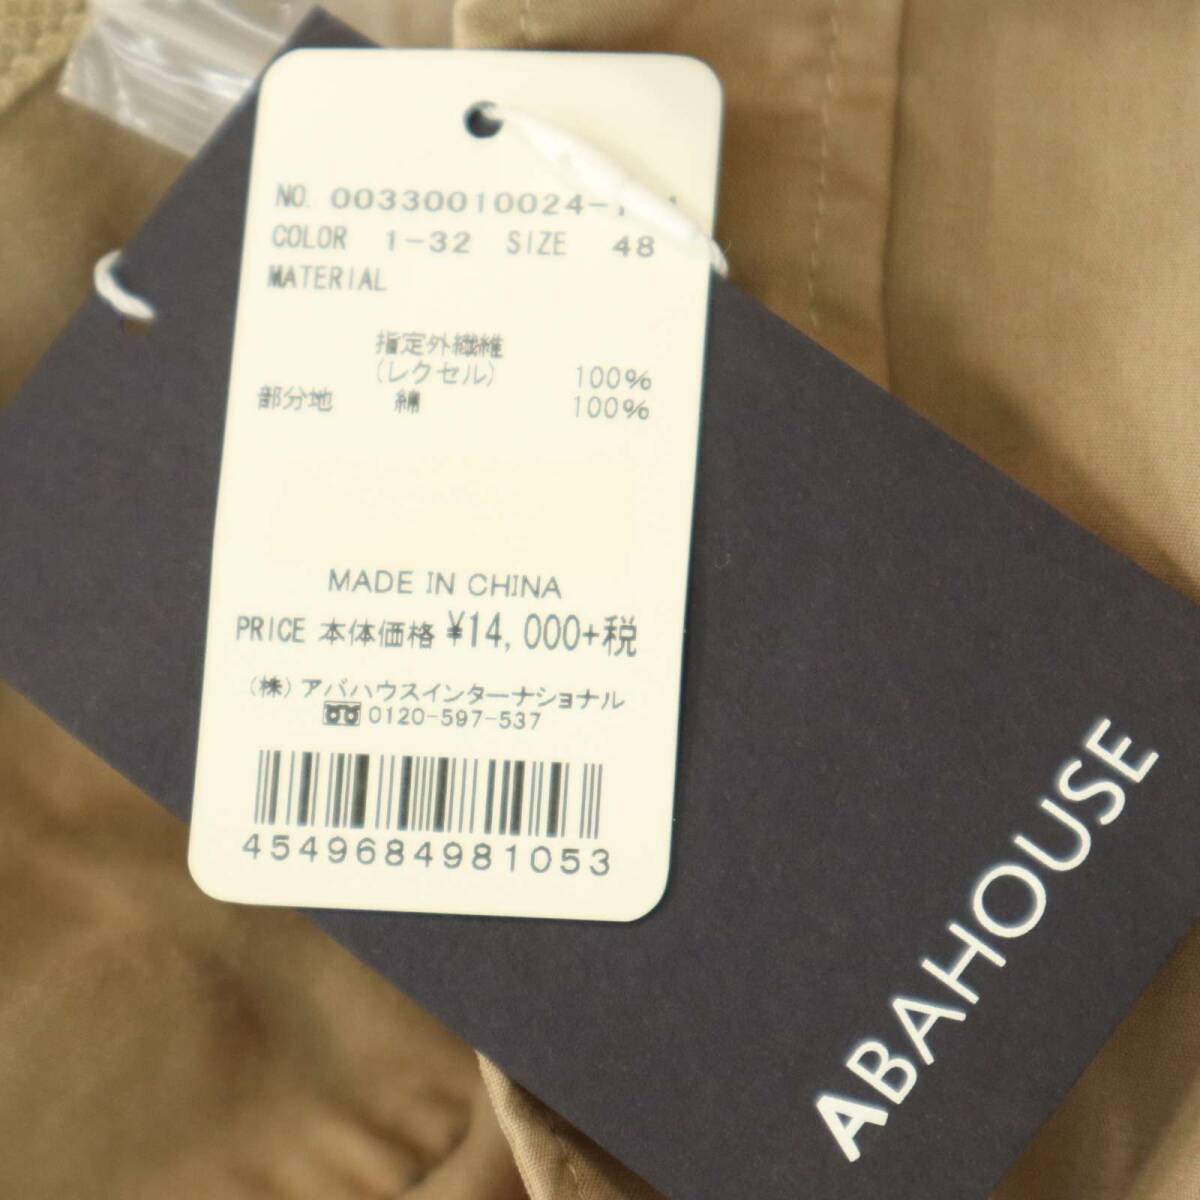 NO. 00330010024-
COLOR 1-32 SIZE 48
MATERIAL
指定外繊維
(レクセル) 100%
部分地 綿 100%
MADE IN CHINA
PRICE 本体価格 ¥14,000+税
(株)アバハウスインターナショナル
0120-597-537
4549684981053
ABAHOUSE